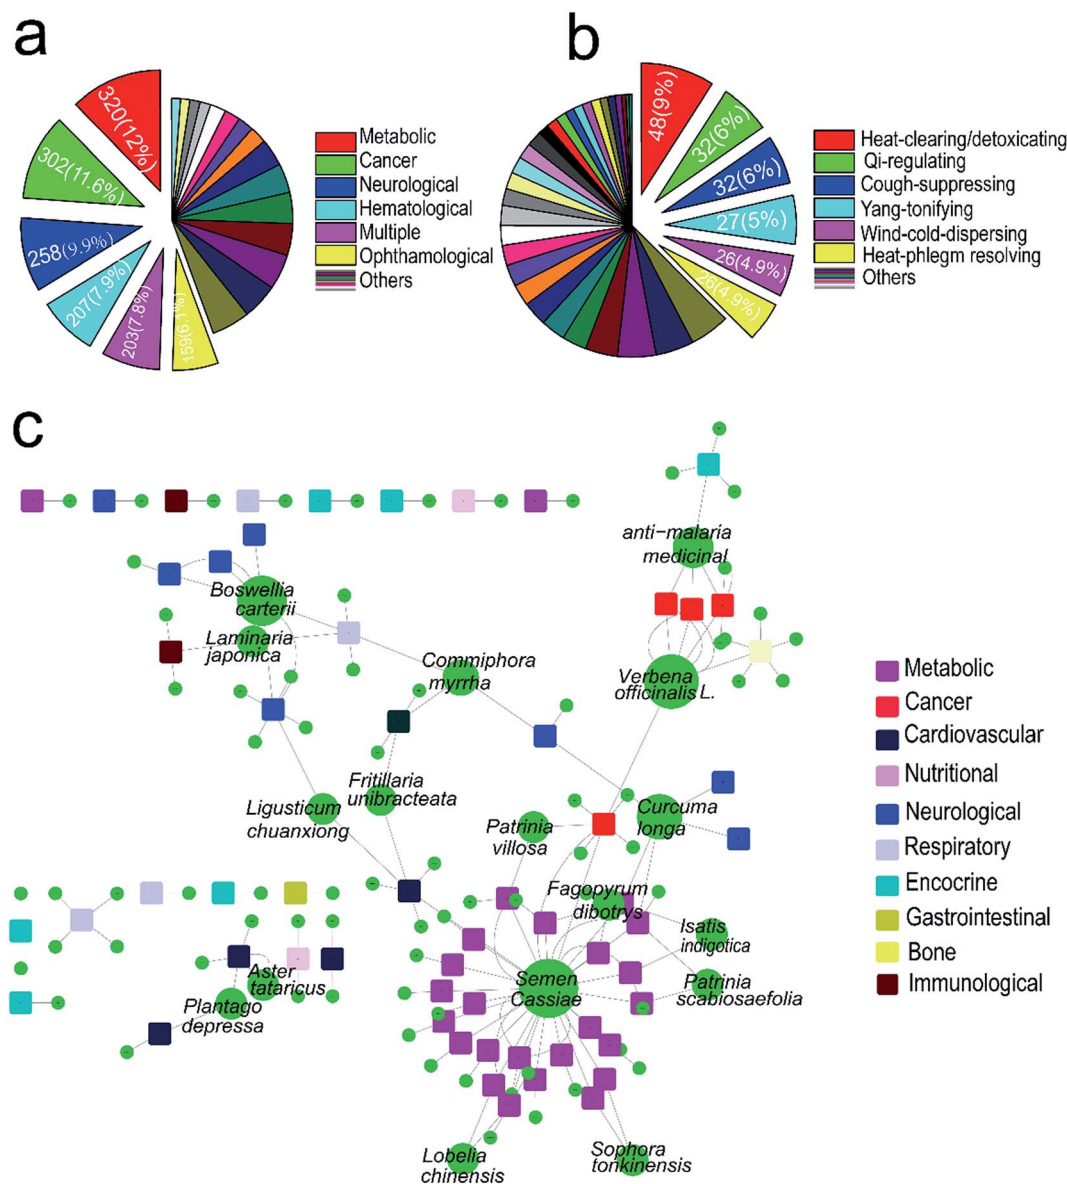 a
320(12%)
302(11.6%)
258(9.9%)
207(7.9%)
203(7.8%)
159(6.1%)
Metabolic
Cancer
Neurological
Hematological
Multiple
Ophthamological
Others
b
48(9%)
32(6%)
32(6%)
27(5%)
26(4.9%)
26(4.9%)
Heat-clearing/detoxicating
Qi-regulating
Cough-suppressing
Yang-tonifying
Wind-cold-dispersing
Heat-phlegm resolving
Others
c
anti-malaria
medicinal
Boswellia
carterii
Laminaria
japonica
Commiphora
myrrha
Verbena
officinalis L.
Fritillaria
unibracteata
Ligusticum
chuanxiong
Patrinia
villosa
Curcuma
longa
Fagopyrum
dibotrys
Isatis
indigotica
Semen
Cassiae
Patrinia
scabiosaefolia
Aster
tataricus
Plantago
depressa
Lobelia
chinensis
Sophora
tonkinensis
Metabolic
Cancer
Cardiovascular
Nutritional
Neurological
Respiratory
Encocrine
Gastrointestinal
Bone
Immunological